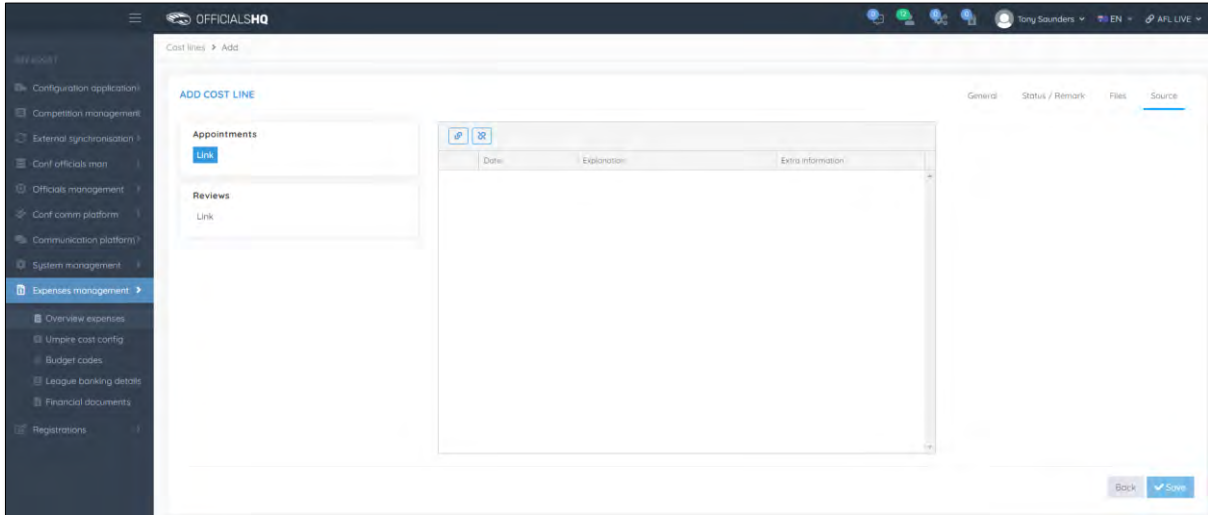 OFFICIALSHQ
Tony Saunders
EN
AFL LIVE
Cost lines > Add
Configuration application
Competition management
External synchronisation
Conf officials man
Officials management
Conf comm platform
Communication platform
System management
Expenses management
Overview expenses
Umpire cost config
Budget codes
League banking details
Financial documents
Registrations
ADD COST LINE
General
Status / Remark
Files
Source
Appointments
Link
Reviews
Link
Date
Explanation
Extra information
Back
Save